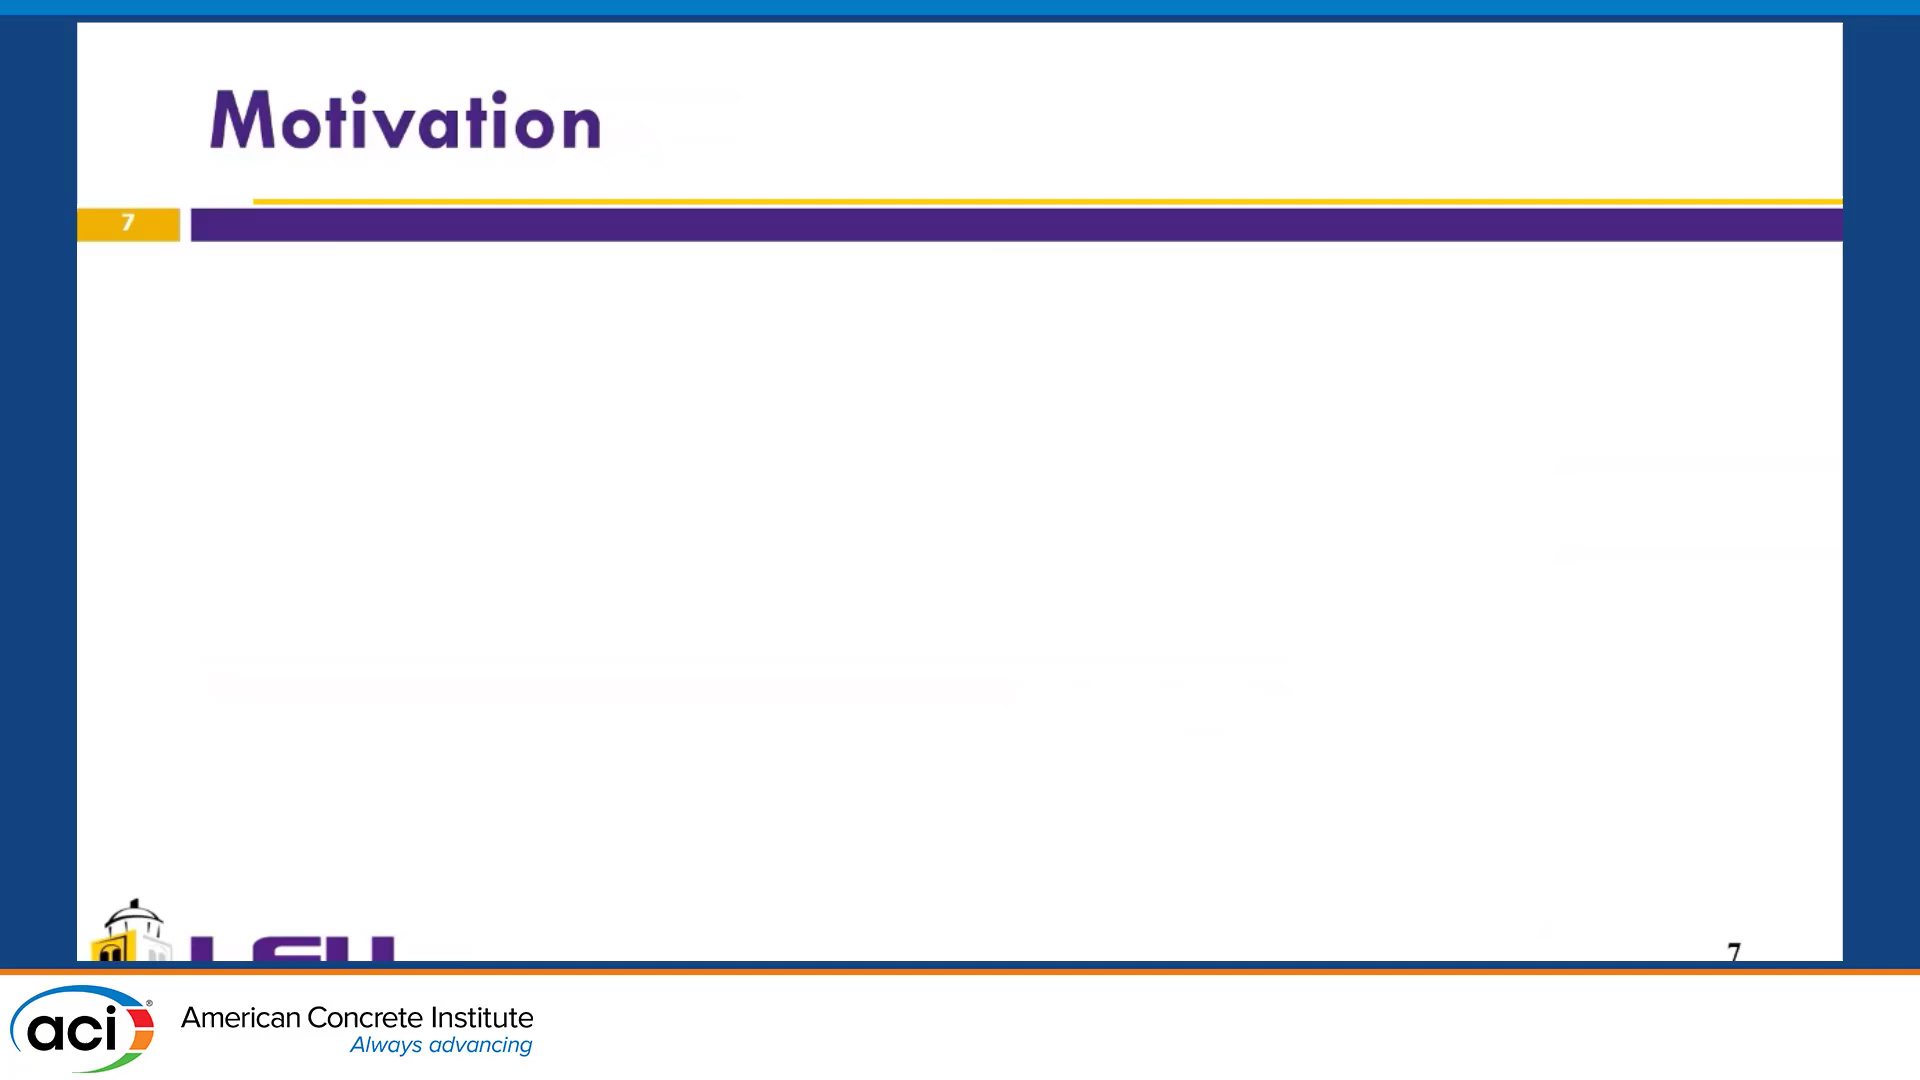 Motivation
7
LSU
7
aci®
American Concrete Institute
Always advancing